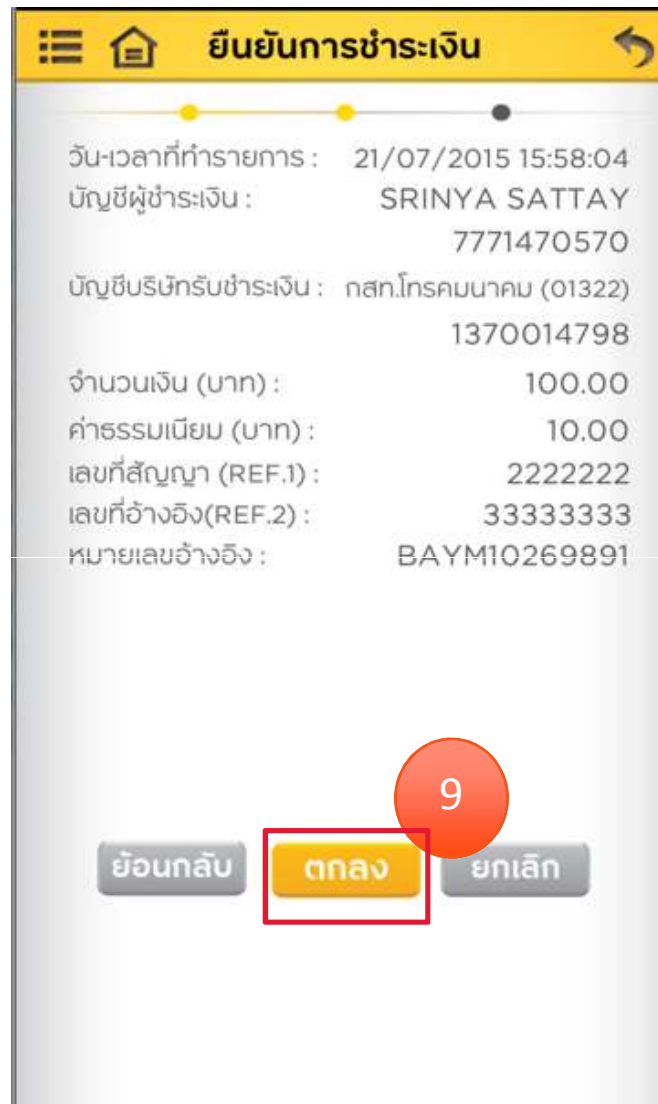 ยืนยันการชำระเงิน
วัน-เวลาที่ทำรายการ : 21/07/2015 15:58:04
บัญชีผู้ชำระเงิน : SRINYA SATTAY
7771470570
บัญชีบริษัทรับชำระเงิน : กสท.โทรคมนาคม (01322)
1370014798
จำนวนเงิน (บาท) : 100.00
ค่าธรรมเนียม (บาท) : 10.00
เลขที่สัญญา (REF.1) : 2222222
เลขที่อ้างอิง(REF.2) : 33333333
หมายเลขอ้างอิง : BAYM10269891
9
ย้อนกลับ ตกลง ยกเลิก